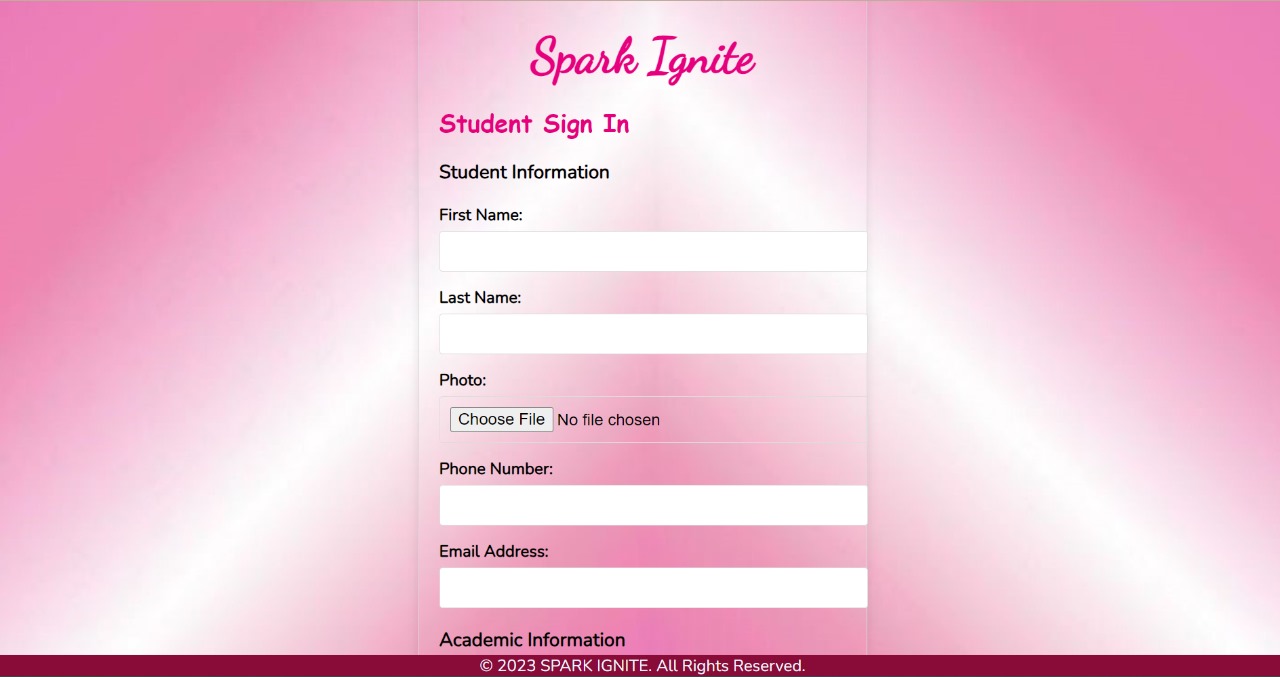 Spark Ignite
Student Sign In
Student Information
First Name:
Last Name:
Photo:
Choose File No file chosen
Phone Number:
Email Address:
Academic Information
© 2023 SPARK IGNITE. All Rights Reserved.